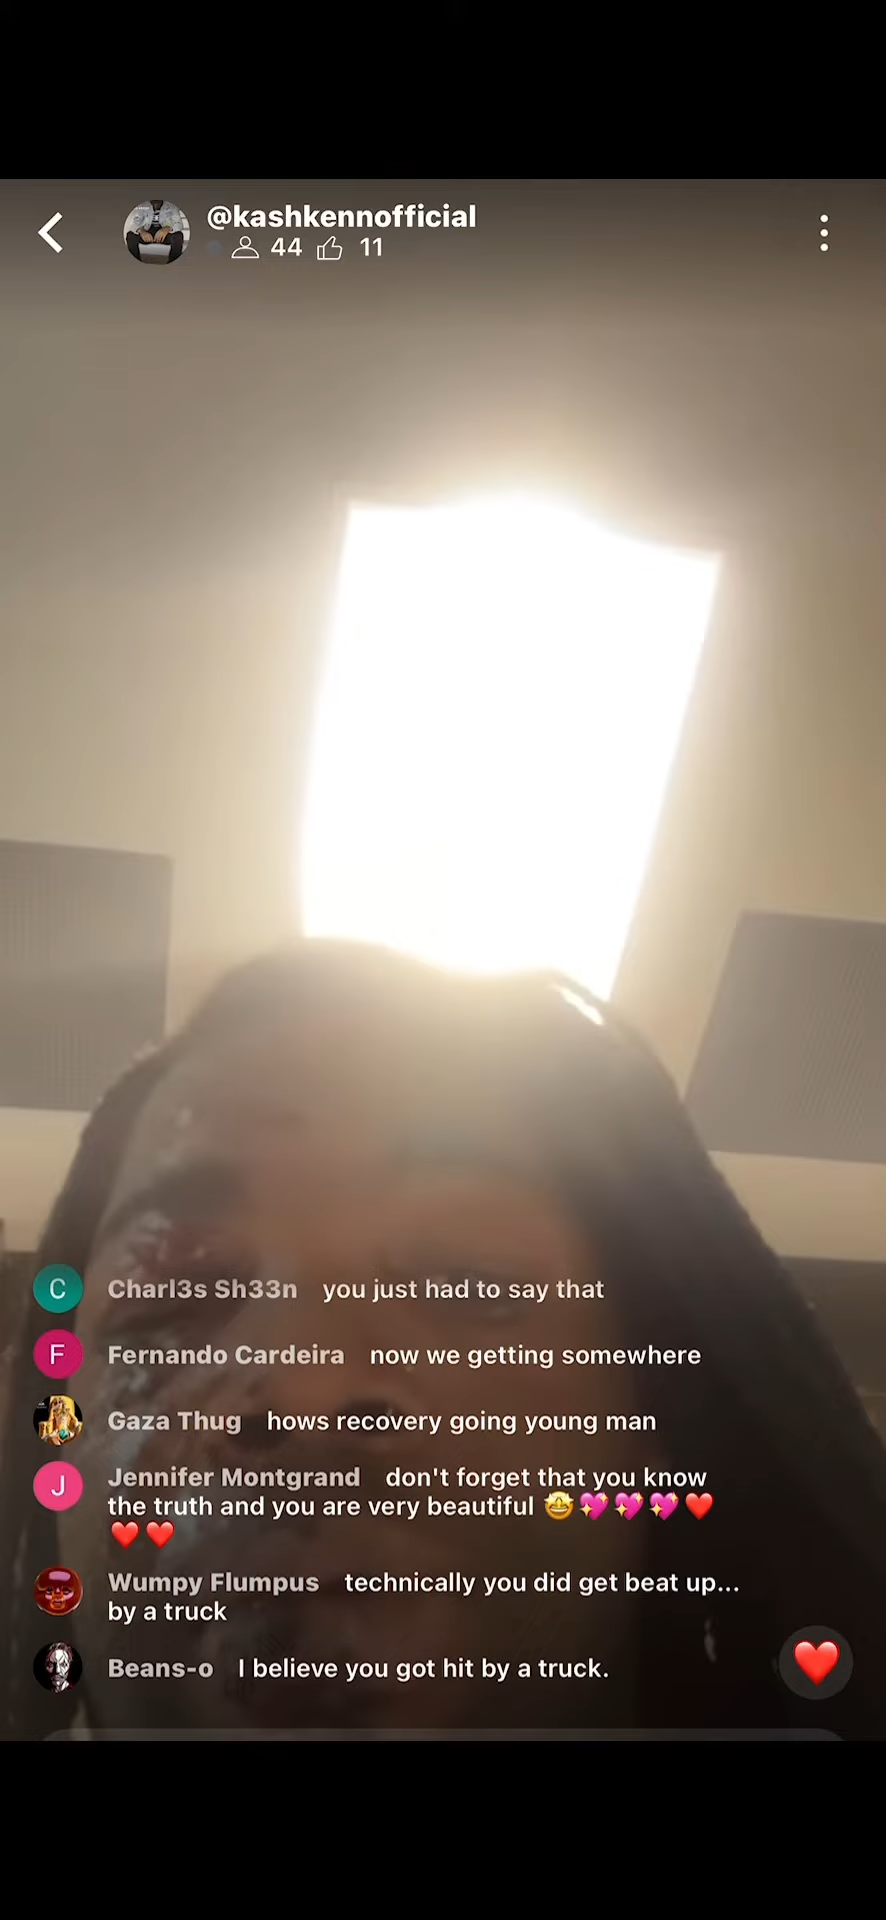 @kashkennofficial
44 11
C Charl3s Sh33n you just had to say that
F Fernando Cardeira now we getting somewhere
Gaza Thug hows recovery going young man
J Jennifer Montgrand don't forget that you know
the truth and you are very beautiful 🤩💖💖💖❤️
❤️❤️
Wumpy Flumpus technically you did get beat up...
by a truck
Beans-o I believe you got hit by a truck.